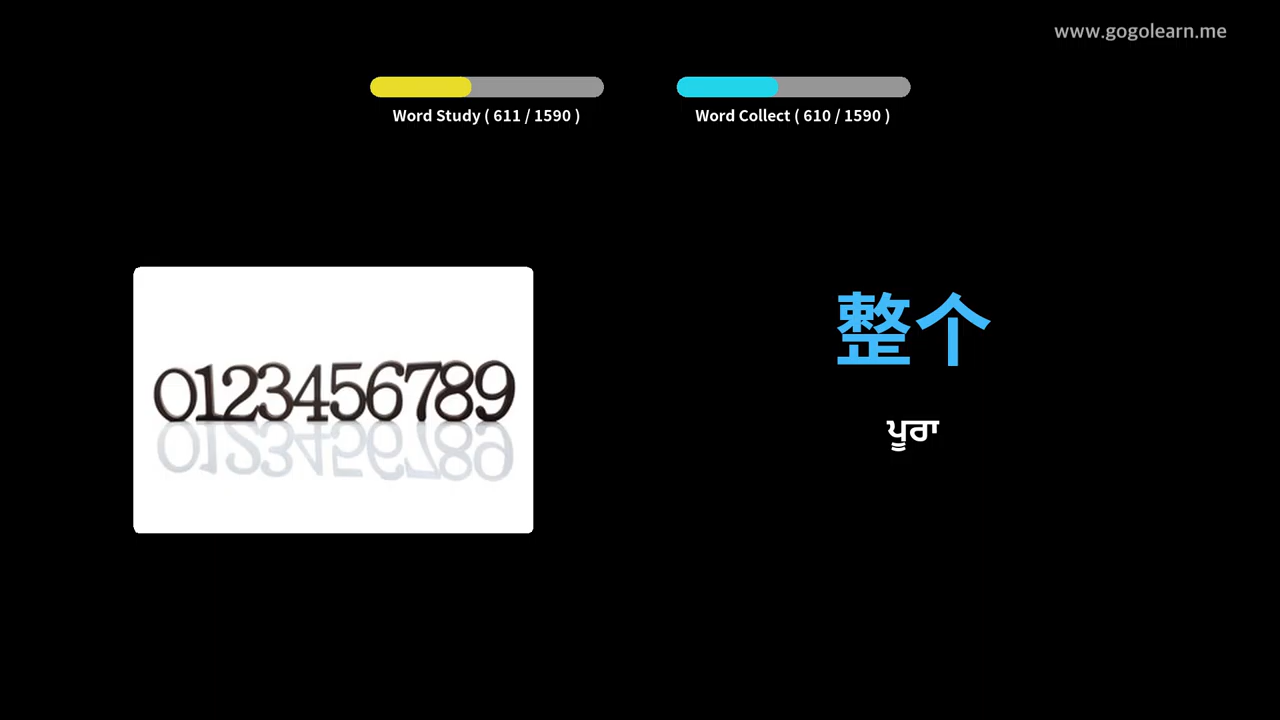 www.gogolearn.me
Word Study ( 611 / 1590 )
Word Collect ( 610 / 1590 )
0123456789
整个
ਪੂਰਾ